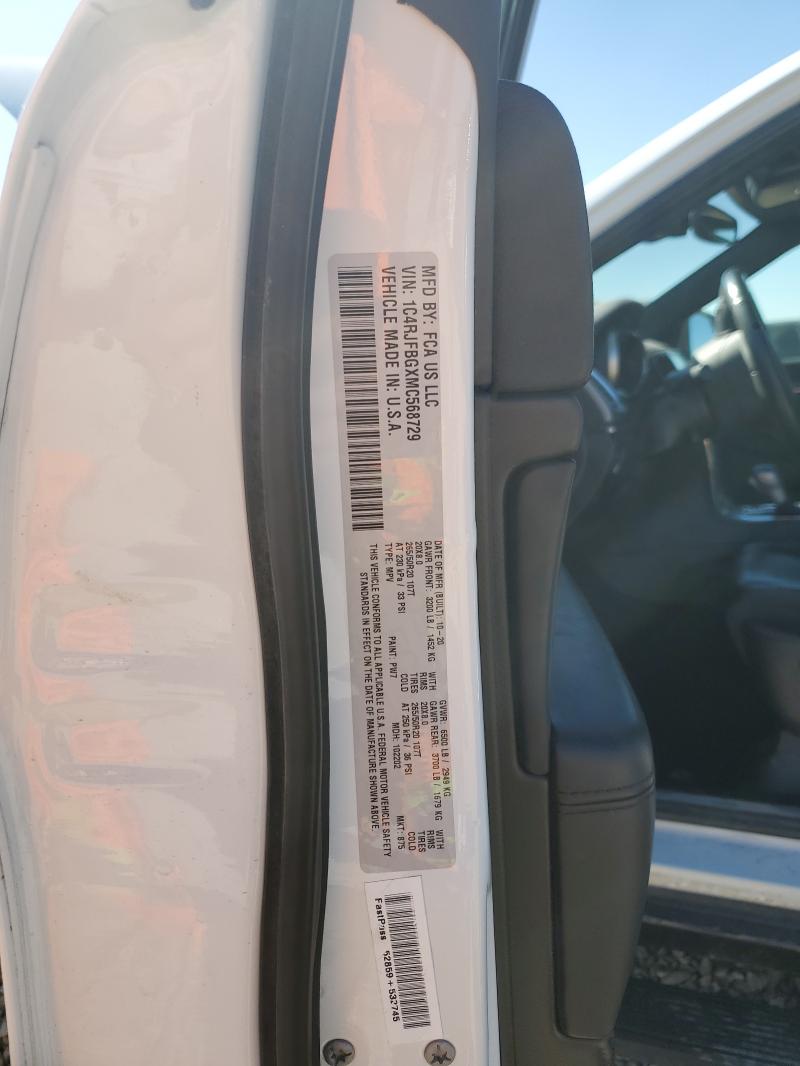 MFD BY: FCA US LLC
VIN: 1C4RJFBGXMC568729
VEHICLE MADE IN: U.S.A.
DATE OF MFR (BUILT): 10-20 GVWR: 6500 LB / 2949 KG
GAWR FRONT: 3200 LB / 1452 KG WITH GAWR REAR: 3700 LB / 1679 KG WITH
20X8.0 RIMS 20X8.0 RIMS
265/50R20 107T TIRES 265/50R20 107T TIRES
AT 230 kPa / 33 PSI COLD AT 250 kPa / 36 PSI COLD
TYPE: MPV PAINT: PW7 MDH: 102202 MKT: 875
THIS VEHICLE CONFORMS TO ALL APPLICABLE U.S.A. FEDERAL MOTOR VEHICLE SAFETY
STANDARDS IN EFFECT ON THE DATE OF MANUFACTURE SHOWN ABOVE.
FastPass 52859 + 532745